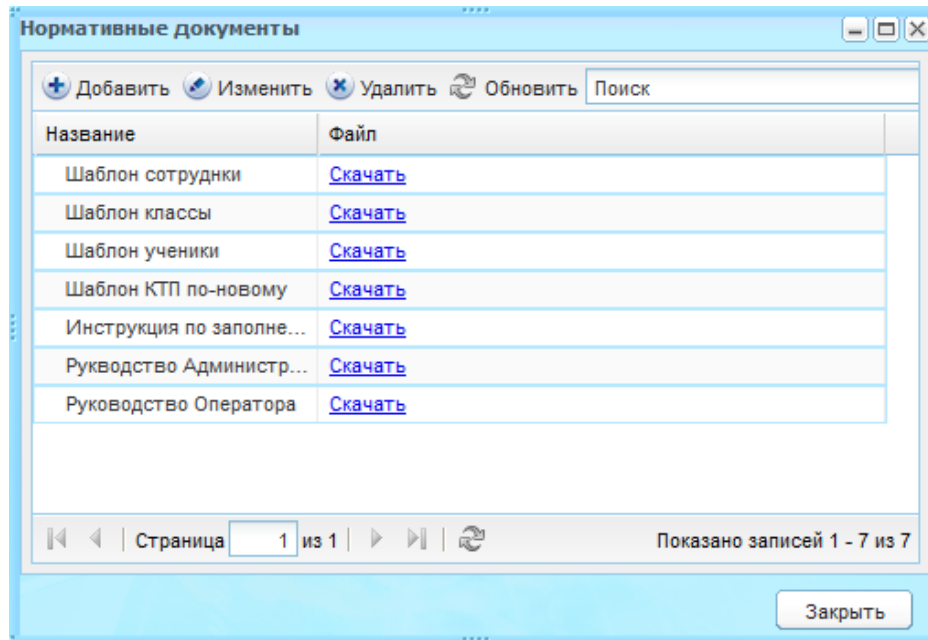 Нормативные документы
Добавить Изменить Удалить Обновить Поиск
Название Файл
Шаблон сотруднки Скачать
Шаблон классы Скачать
Шаблон ученики Скачать
Шаблон КТП по-новому Скачать
Инструкция по заполне... Скачать
Рукводство Администр... Скачать
Руководство Оператора Скачать
Страница 1 из 1 Показано записей 1 - 7 из 7
Закрыть